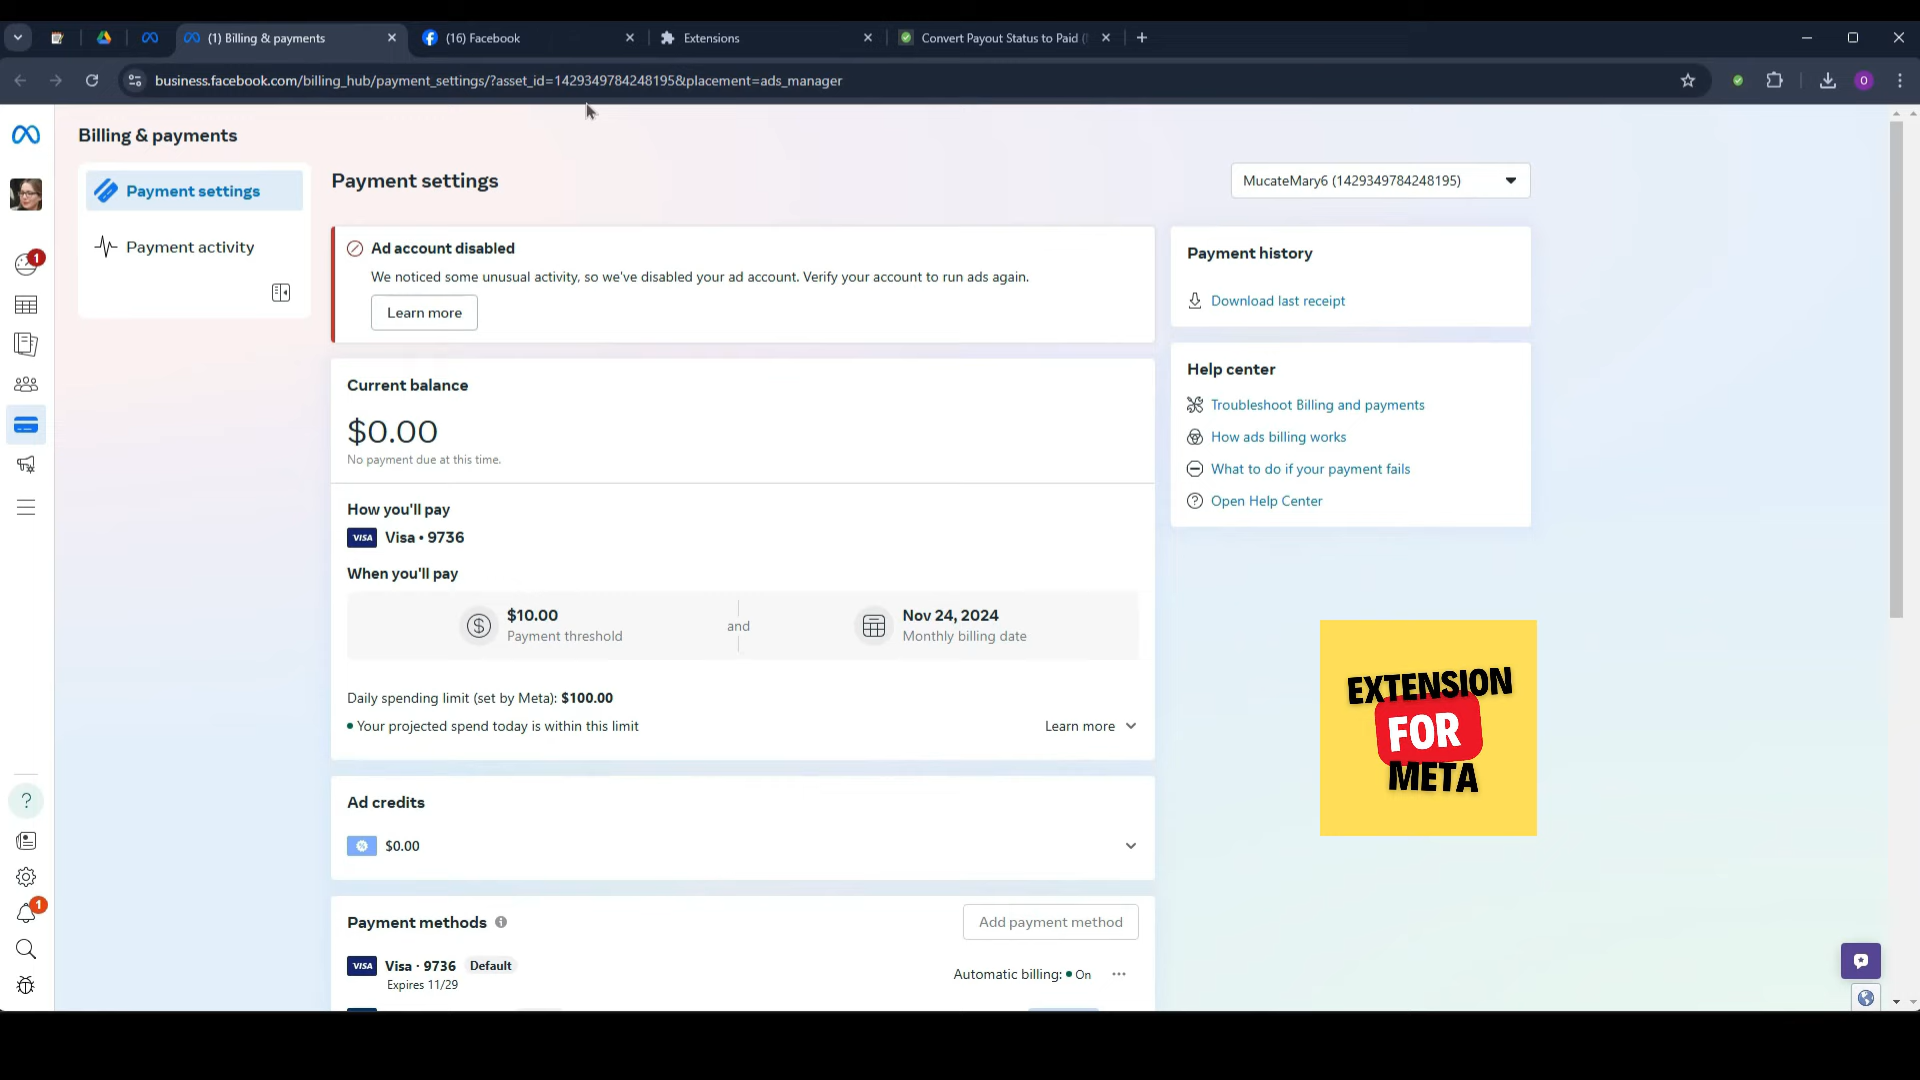 (1) Billing & payments
(16) Facebook
Extensions
Convert Payout Status to Paid (
business.facebook.com/billing_hub/payment_settings/?asset_id=1429349784248195&placement=ads_manager
O
Billing & payments
Payment settings
Payment activity
1
1
Payment settings
MucateMary6 (1429349784248195)
Ad account disabled
We noticed some unusual activity, so we've disabled your ad account. Verify your account to run ads again.
Learn more
Current balance
$0.00
No payment due at this time.
How you'll pay
VISA Visa • 9736
When you'll pay
$10.00
Payment threshold
and
Nov 24, 2024
Monthly billing date
Daily spending limit (set by Meta): $100.00
Your projected spend today is within this limit
Learn more
Ad credits
$0.00
Payment methods
Add payment method
VISA Visa · 9736 Default
Expires 11/29
Automatic billing: On
Payment history
Download last receipt
Help center
Troubleshoot Billing and payments
How ads billing works
What to do if your payment fails
Open Help Center
EXTENSION
FOR
META